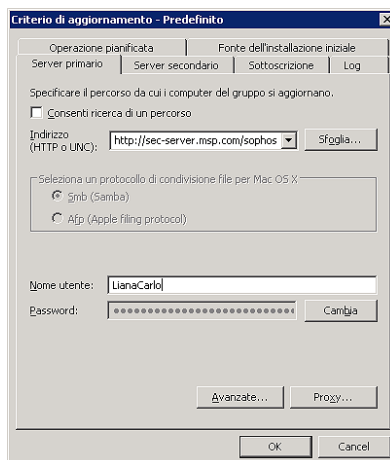 Criterio di aggiornamento - Predefinito
Operazione pianificata Fonte dell'installazione iniziale
Server primario Server secondario Sottoscrizione Log
Specificare il percorso da cui i computer del gruppo si aggiornano.
Consenti ricerca di un percorso
Indirizzo
(HTTP o UNC): http://sec-server.msp.com/sophos Sfoglia...
Seleziona un protocollo di condivisione file per Mac OS X
Smb (Samba)
Afp (Apple filing protocol)
Nome utente: LianaCarlo
Password: Cambia
Avanzate... Proxy...
OK Cancel